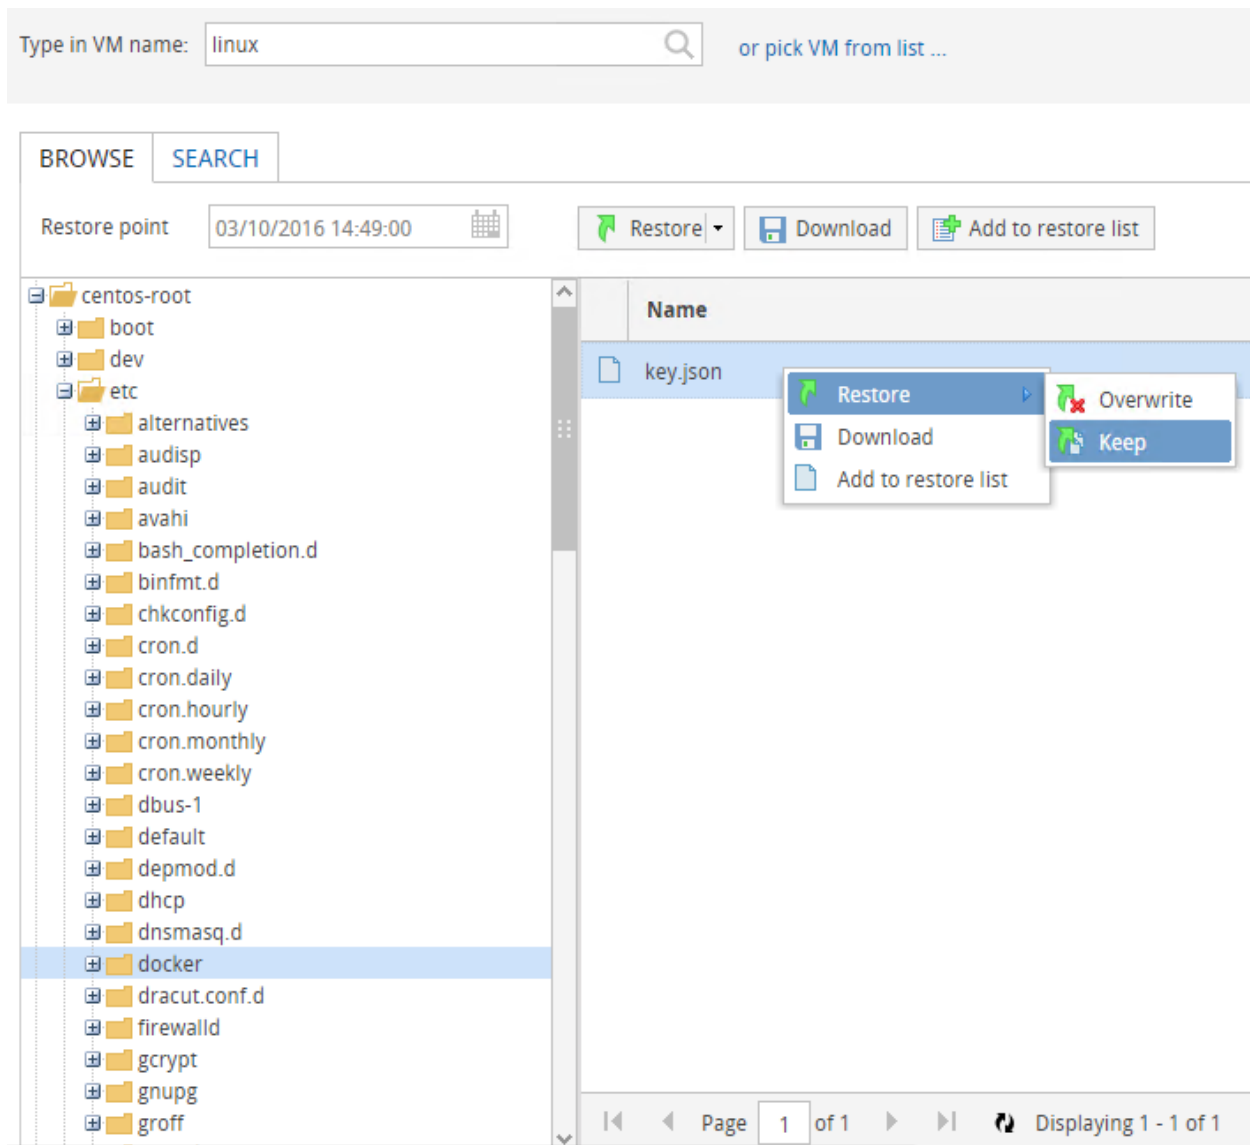 Type in VM name: linux or pick VM from list ...
BROWSE SEARCH
Restore point 03/10/2016 14:49:00 Restore Download Add to restore list
centos-root
boot
dev
etc
alternatives
audisp
audit
avahi
bash_completion.d
binfmt.d
chkconfig.d
cron.d
cron.daily
cron.hourly
cron.monthly
cron.weekly
dbus-1
default
depmod.d
dhcp
dnsmasq.d
docker
dracut.conf.d
firewalld
gcrypt
gnupg
groff
Name
key.json
Restore
Download
Add to restore list
Overwrite
Keep
Page 1 of 1 Displaying 1 - 1 of 1